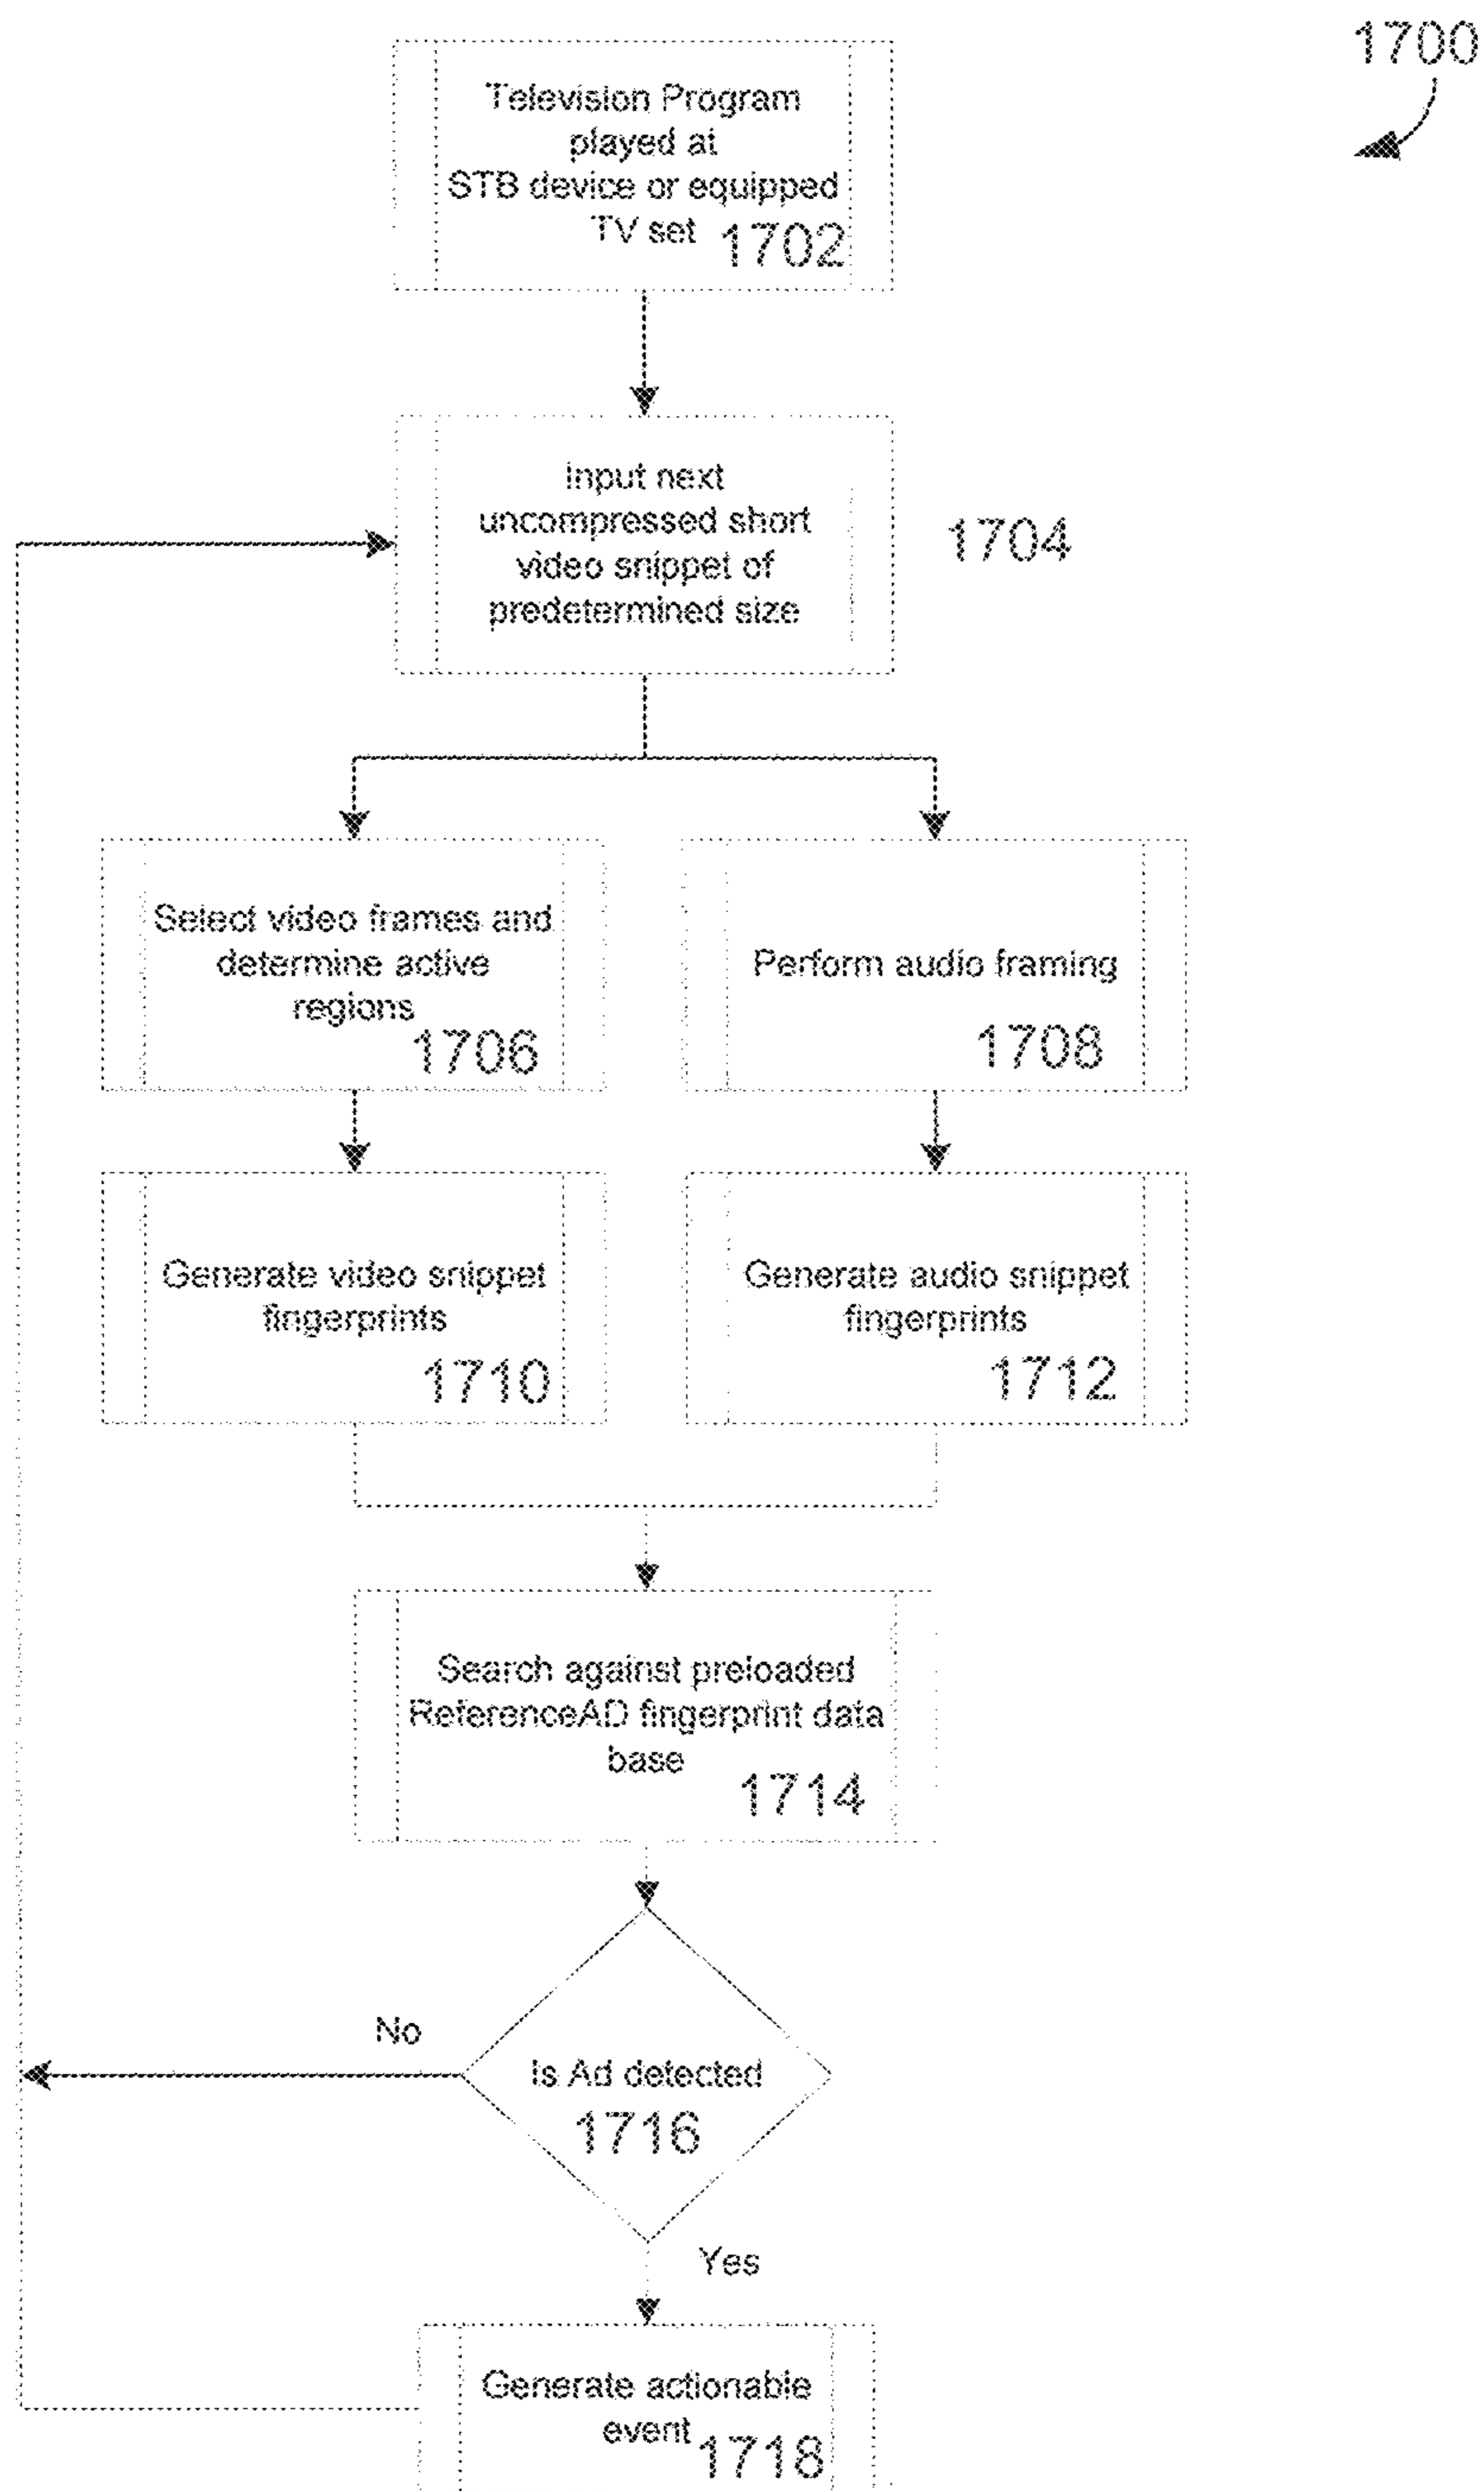 1700
Television Program
played at
STB device or equipped
TV set 1702
Input next
uncompressed short
video snippet of
predetermined size
1704
Select video frames and
determine active
regions
1706
Perform audio framing
1708
Generate video snippet
fingerprints
1710
Generate audio snippet
fingerprints
1712
Search against preloaded
ReferenceAD fingerprint data
base
1714
No
Is Ad detected
1716
Yes
Generate actionable
event 1718